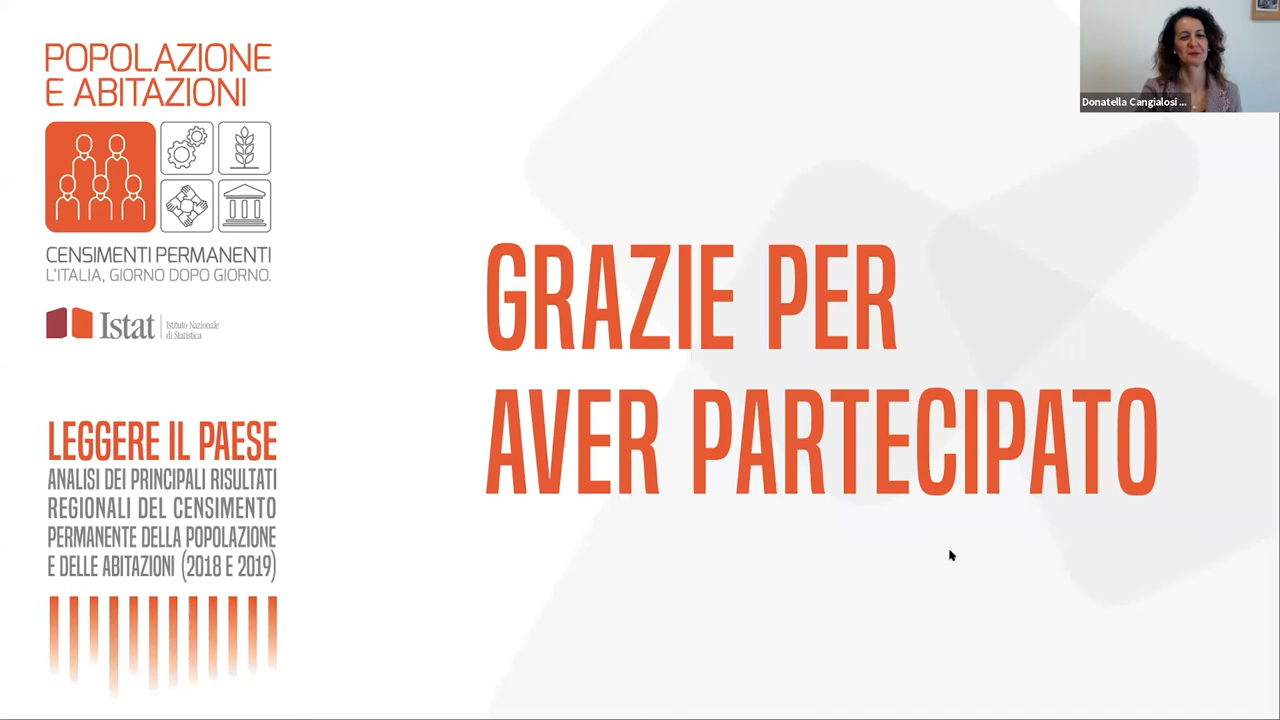 POPOLAZIONE
E ABITAZIONI
CENSIMENTI PERMANENTI
L'ITALIA, GIORNO DOPO GIORNO.
Istat
Istituto Nazionale
di Statistica
LEGGERE IL PAESE
ANALISI DEI PRINCIPALI RISULTATI
REGIONALI DEL CENSIMENTO
PERMANENTE DELLA POPOLAZIONE
E DELLE ABITAZIONI (2018 E 2019)
GRAZIE PER
AVER PARTECIPATO
Donatella Cangialosi ...